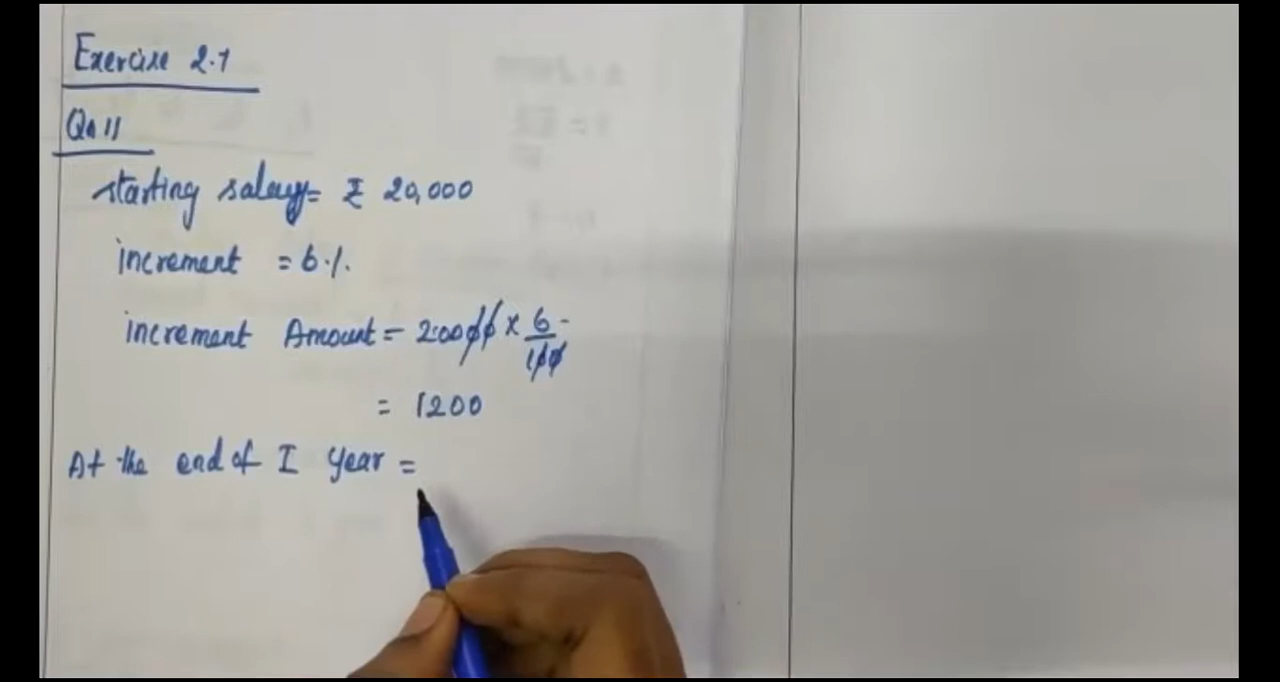 Exercise 2.7
Qn 11
starting salary = ₹ 20,000
increment = 6%
increment Amount = 20000 × 6/100
= 1200
At the end of I year =